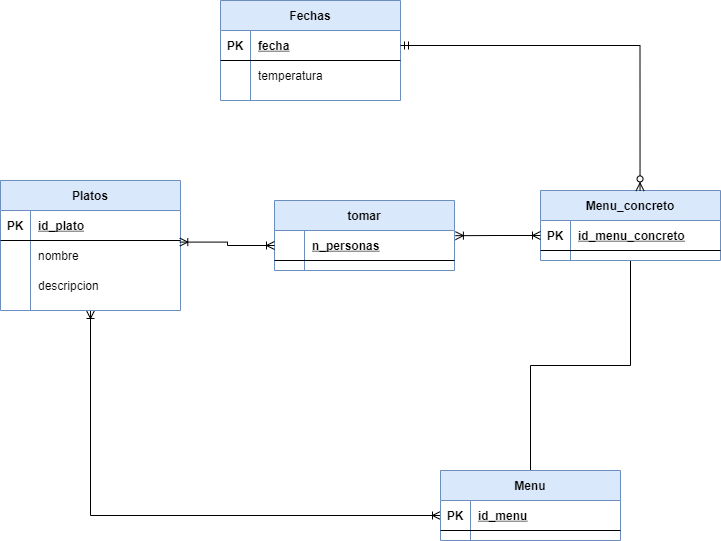 Fechas
PK fecha
temperatura
Platos
PK id_plato
nombre
descripcion
tomar
n_personas
Menu_concreto
PK id_menu_concreto
Menu
PK id_menu